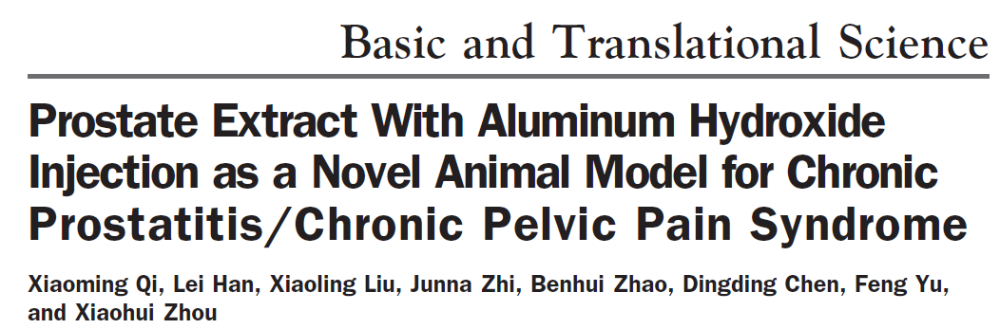 Basic and Translational Science
Prostate Extract With Aluminum Hydroxide
Injection as a Novel Animal Model for Chronic
Prostatitis/Chronic Pelvic Pain Syndrome
Xiaoming Qi, Lei Han, Xiaoling Liu, Junna Zhi, Benhui Zhao, Dingding Chen, Feng Yu,
and Xiaohui Zhou